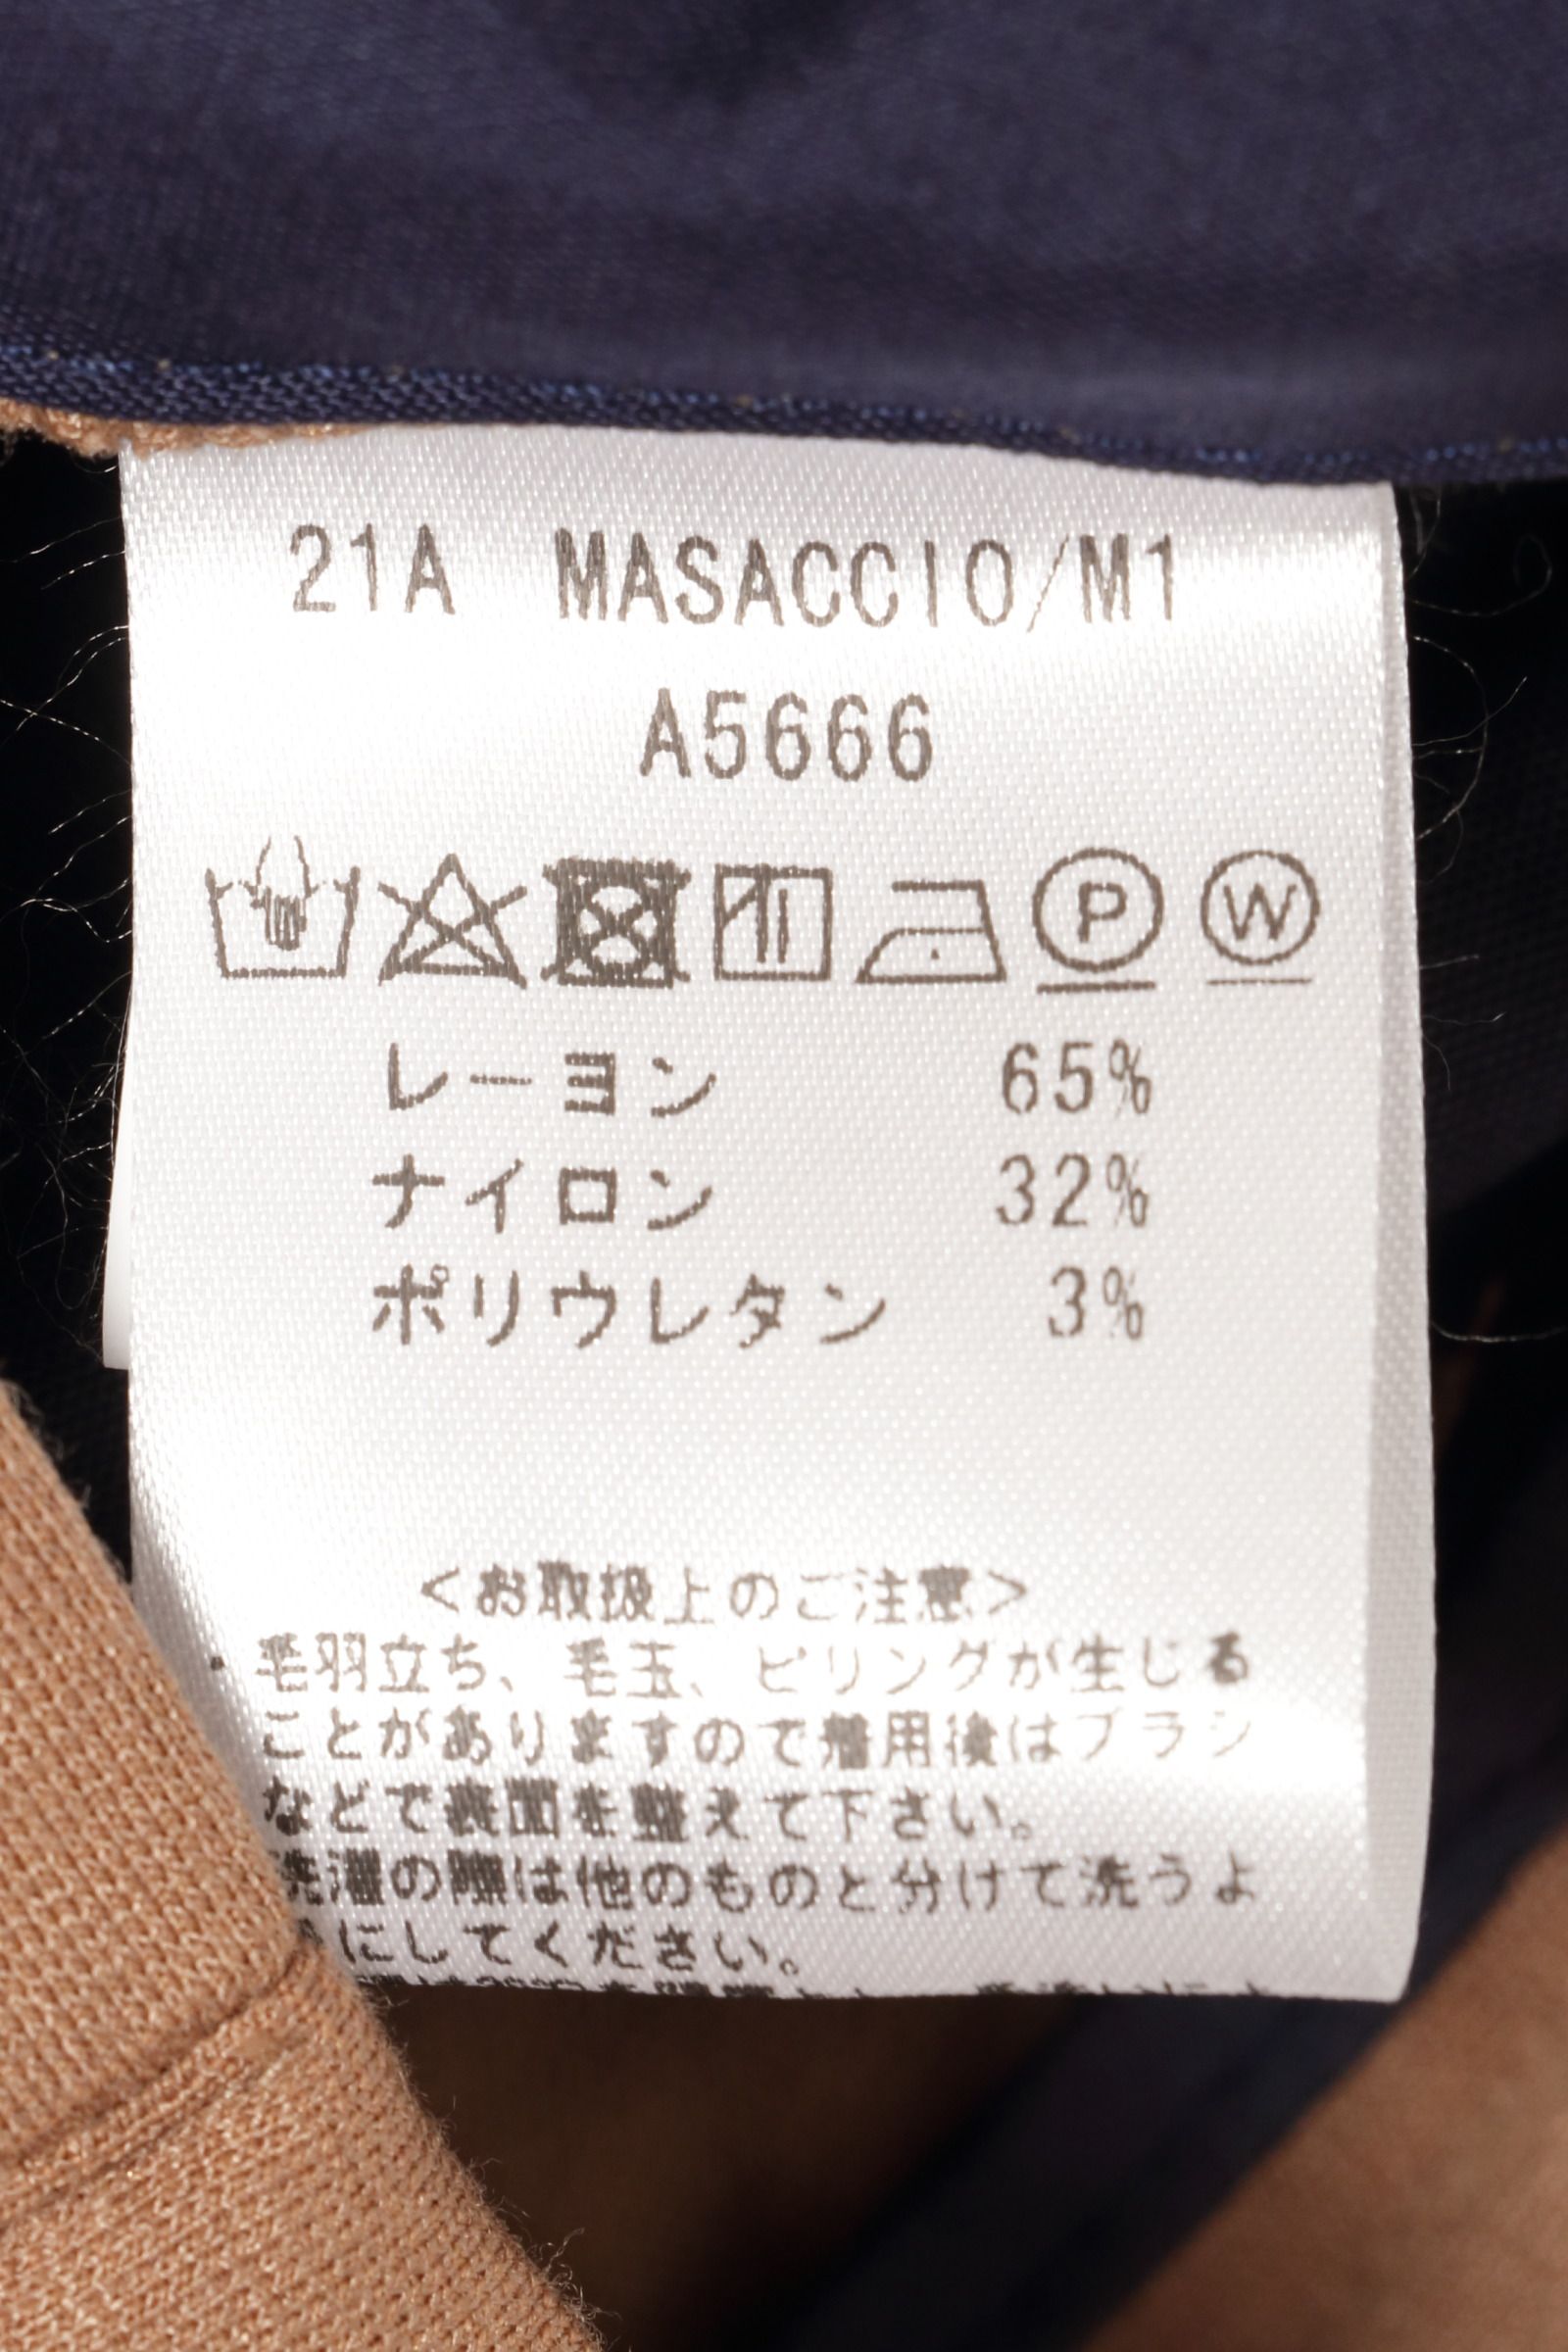 21A MASACCIO/M1
A5666
P W
レーヨン 65%
ナイロン 32%
ポリウレタン 3%
<お取扱上のご注意>
・毛羽立ち、毛玉、ピリングが生じる
ことがありますので着用後はブラシ
などで表面を整えて下さい。
洗濯の際は他のものと分けて洗うよ
うにしてください。